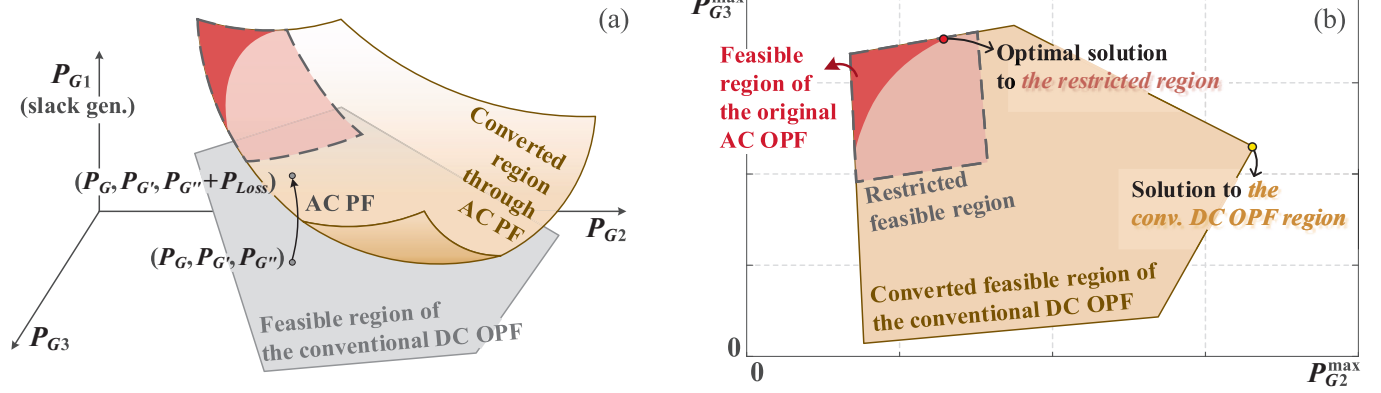 (a)
P_G1
(slack gen.)
(P_G, P_G′, P_G″+P_Loss)
AC PF
(P_G, P_G′, P_G″)
Converted
region
through
AC PF
P_G2
P_G3
Feasible region of
the conventional DC OPF
P_G3^max
(b)
Feasible
region of
the original
AC OPF
Optimal solution
to the restricted region
Restricted
feasible region
Solution to the
conv. DC OPF region
Converted feasible region of
the conventional DC OPF
0
0
P_G2^max